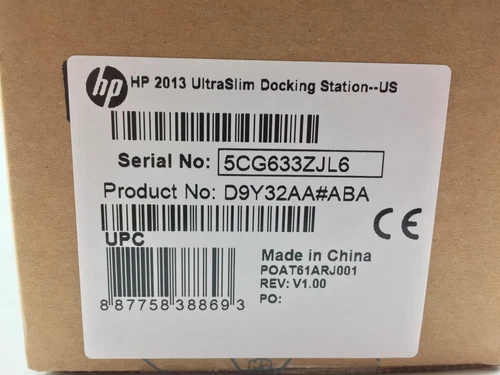 hp HP 2013 UltraSlim Docking Station--US
Serial No: 5CG633ZJL6
Product No: D9Y32AA#ABA
CE
UPC
Made in China
POAT61ARJ001
REV: V1.00
PO:
8 87758 38869 3